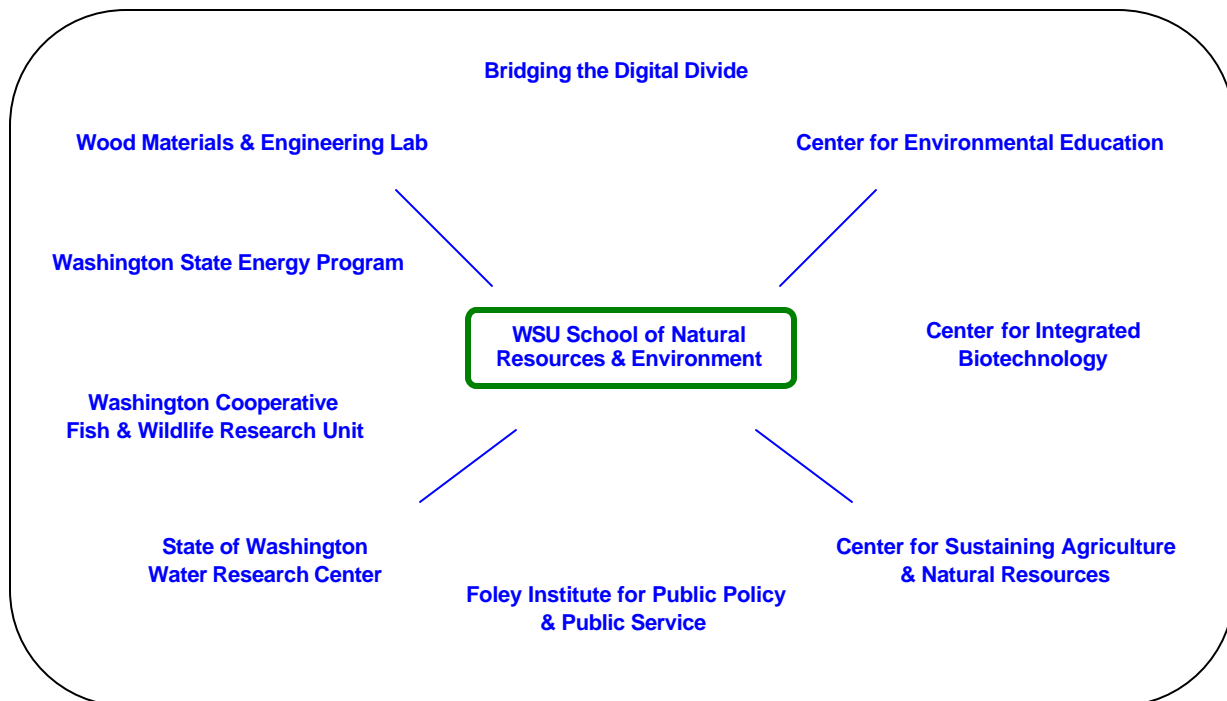 Bridging the Digital Divide
Wood Materials & Engineering Lab
Center for Environmental Education
Washington State Energy Program
WSU School of Natural
Resources & Environment
Center for Integrated
Biotechnology
Washington Cooperative
Fish & Wildlife Research Unit
State of Washington
Water Research Center
Center for Sustaining Agriculture
& Natural Resources
Foley Institute for Public Policy
& Public Service